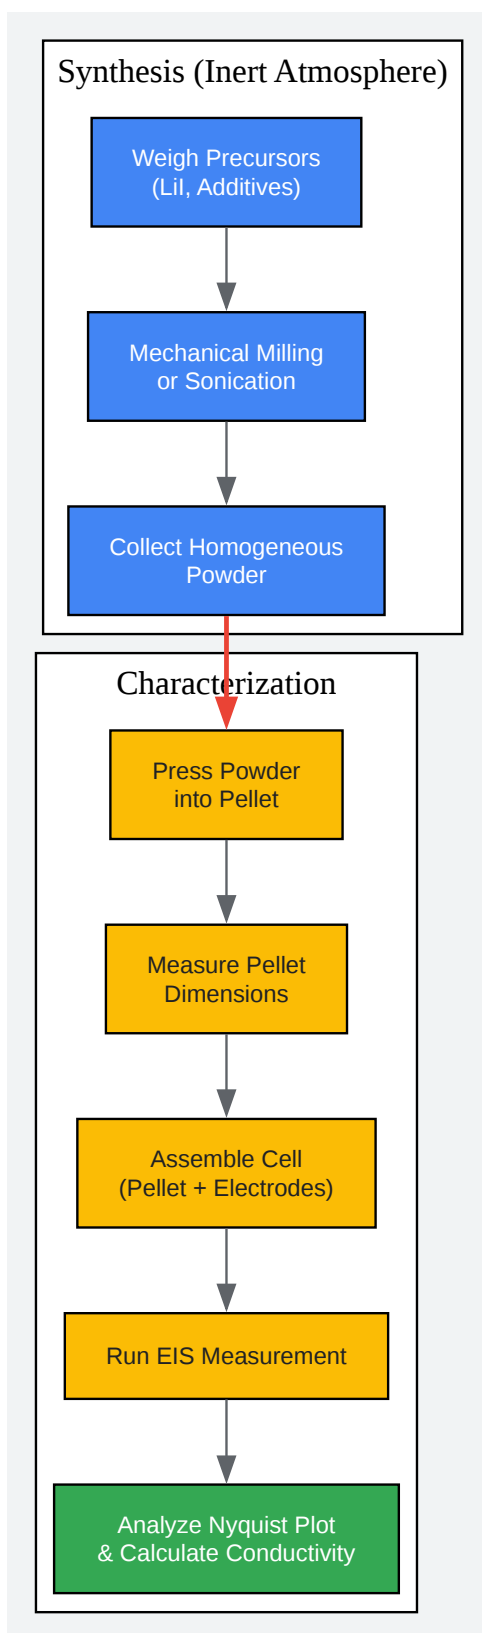 Synthesis (Inert Atmosphere)
Weigh Precursors
(LiI, Additives)
Mechanical Milling
or Sonication
Collect Homogeneous
Powder
Characterization
Press Powder
into Pellet
Measure Pellet
Dimensions
Assemble Cell
(Pellet + Electrodes)
Run EIS Measurement
Analyze Nyquist Plot
& Calculate Conductivity